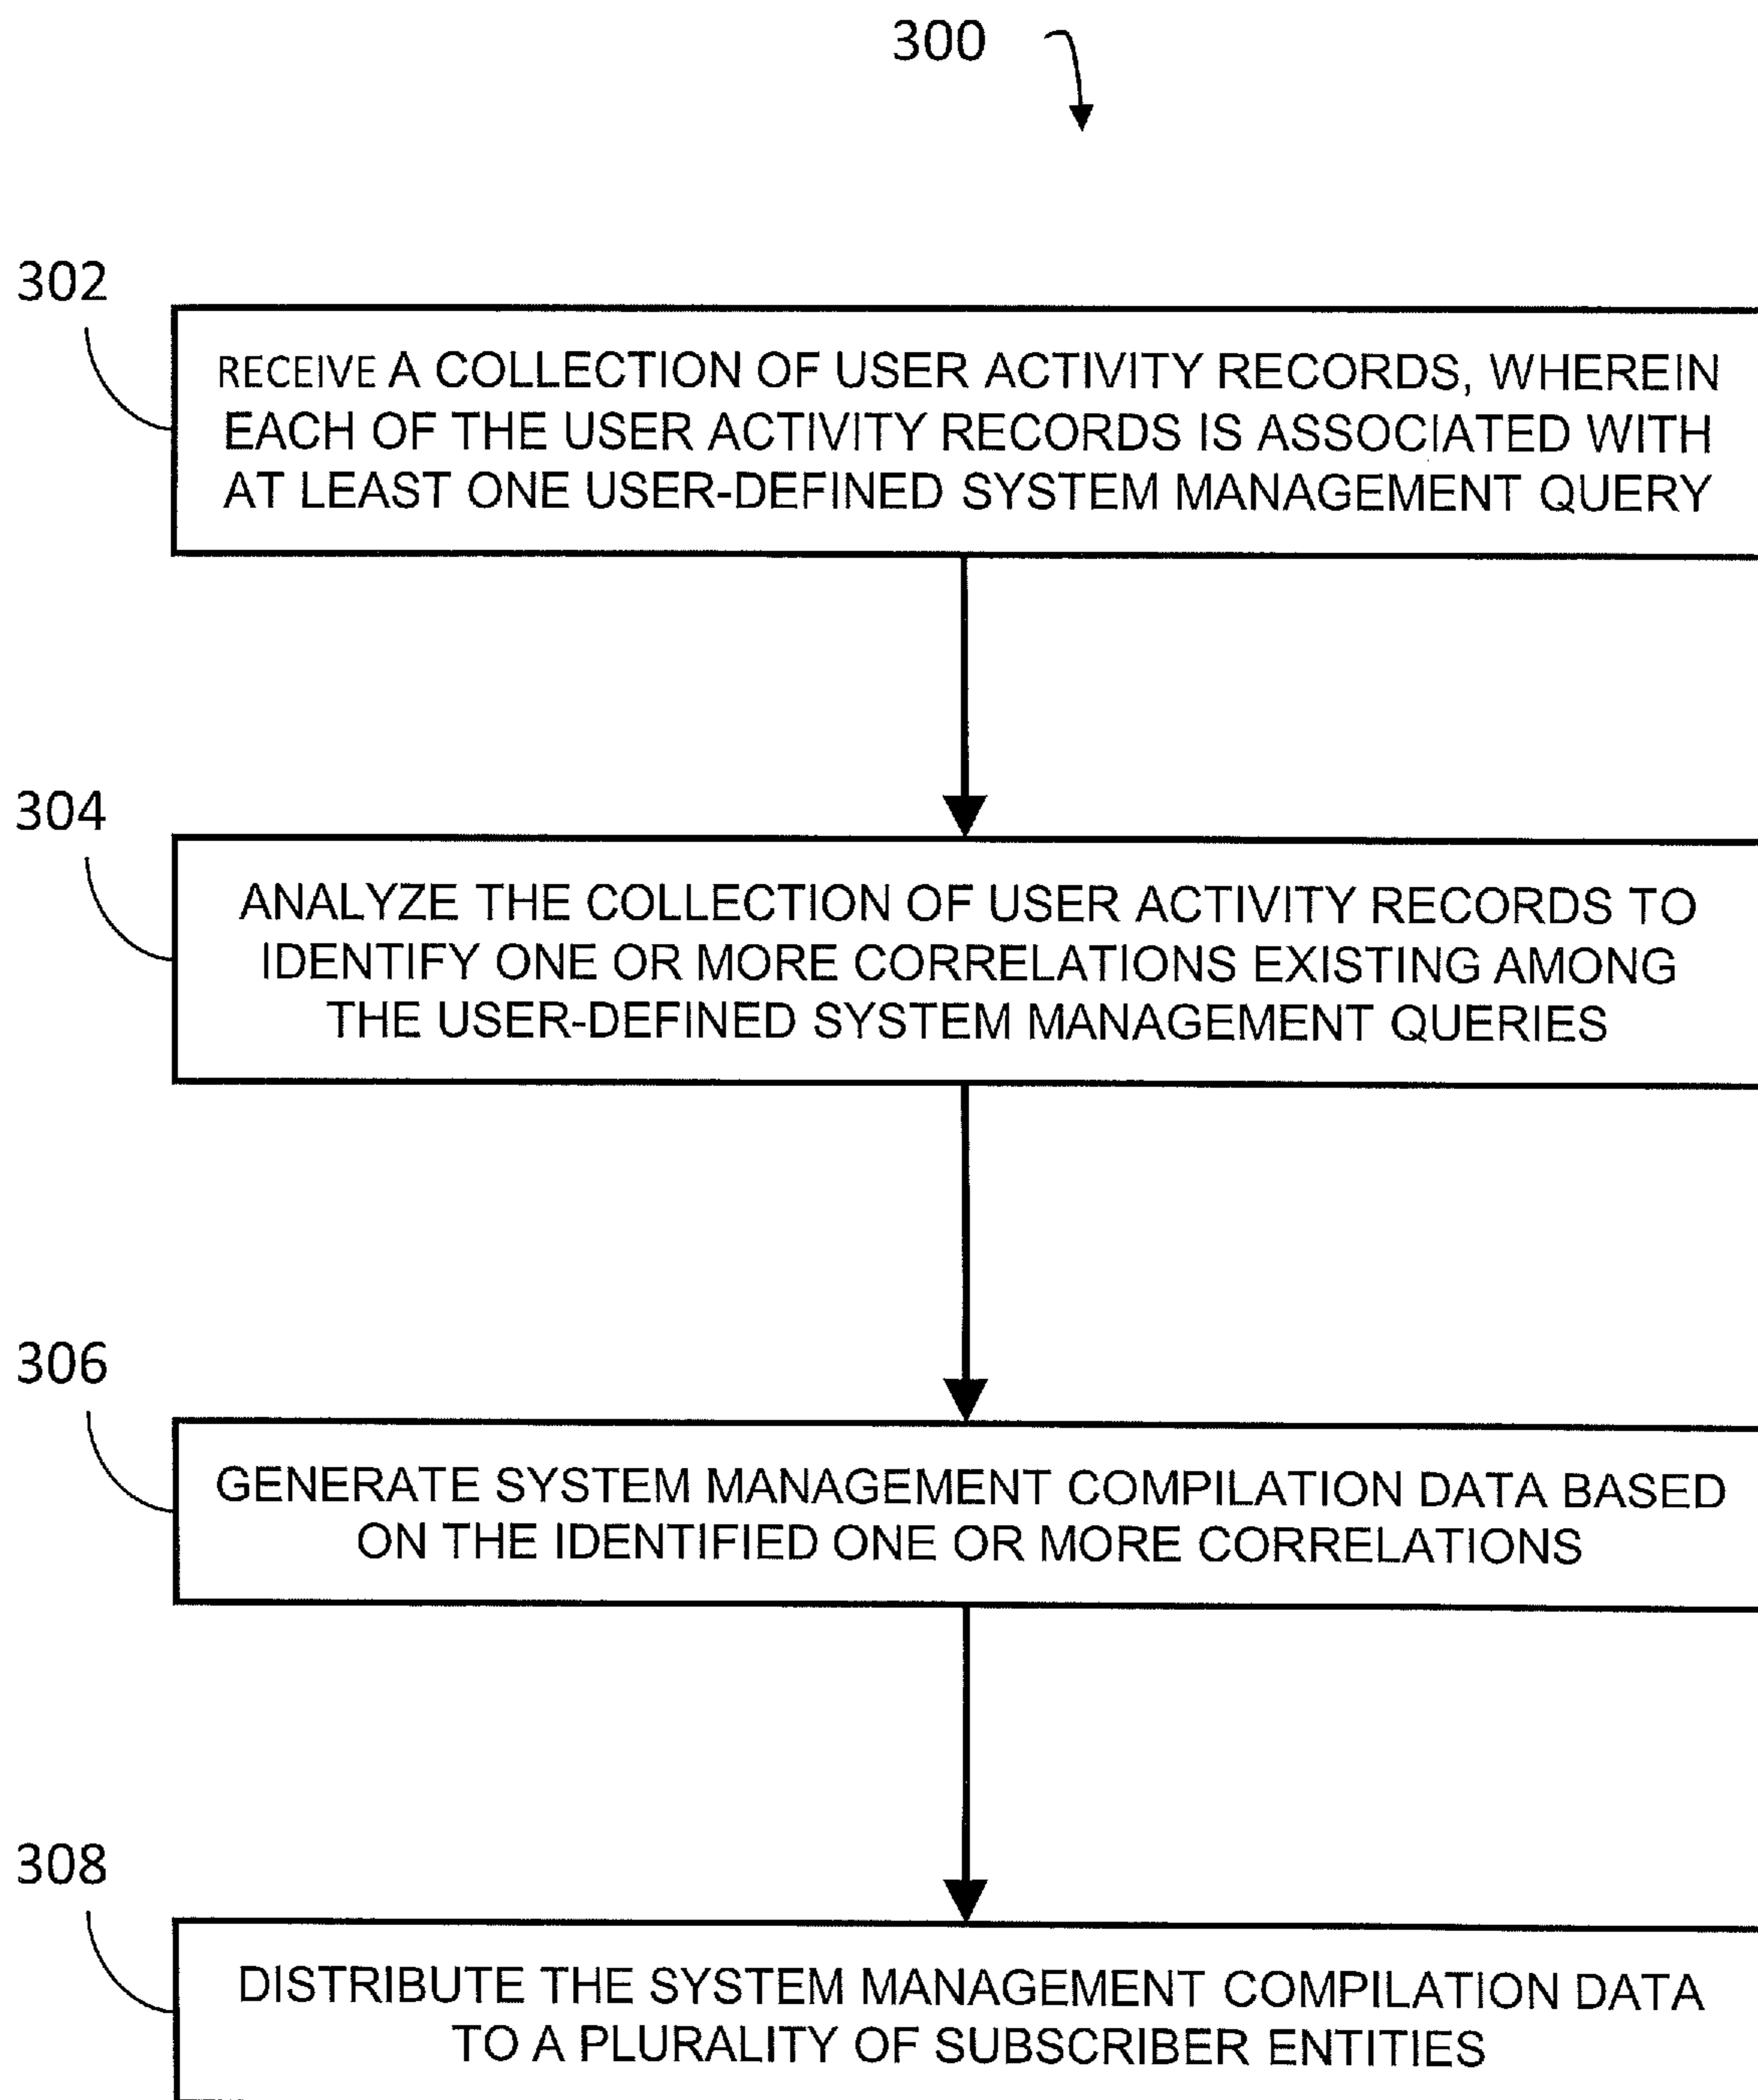 300
302
RECEIVE A COLLECTION OF USER ACTIVITY RECORDS, WHEREIN
EACH OF THE USER ACTIVITY RECORDS IS ASSOCIATED WITH
AT LEAST ONE USER-DEFINED SYSTEM MANAGEMENT QUERY
304
ANALYZE THE COLLECTION OF USER ACTIVITY RECORDS TO
IDENTIFY ONE OR MORE CORRELATIONS EXISTING AMONG
THE USER-DEFINED SYSTEM MANAGEMENT QUERIES
306
GENERATE SYSTEM MANAGEMENT COMPILATION DATA BASED
ON THE IDENTIFIED ONE OR MORE CORRELATIONS
308
DISTRIBUTE THE SYSTEM MANAGEMENT COMPILATION DATA
TO A PLURALITY OF SUBSCRIBER ENTITIES